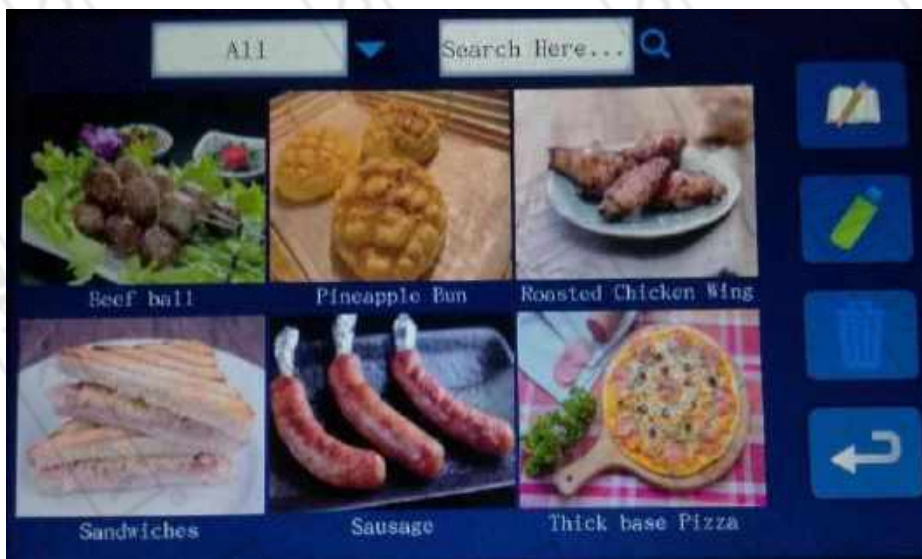 All
Search Here...
Beef ball
Pineapple Bun
Roasted Chicken Wing
Sandwiches
Sausage
Thick base Pizza